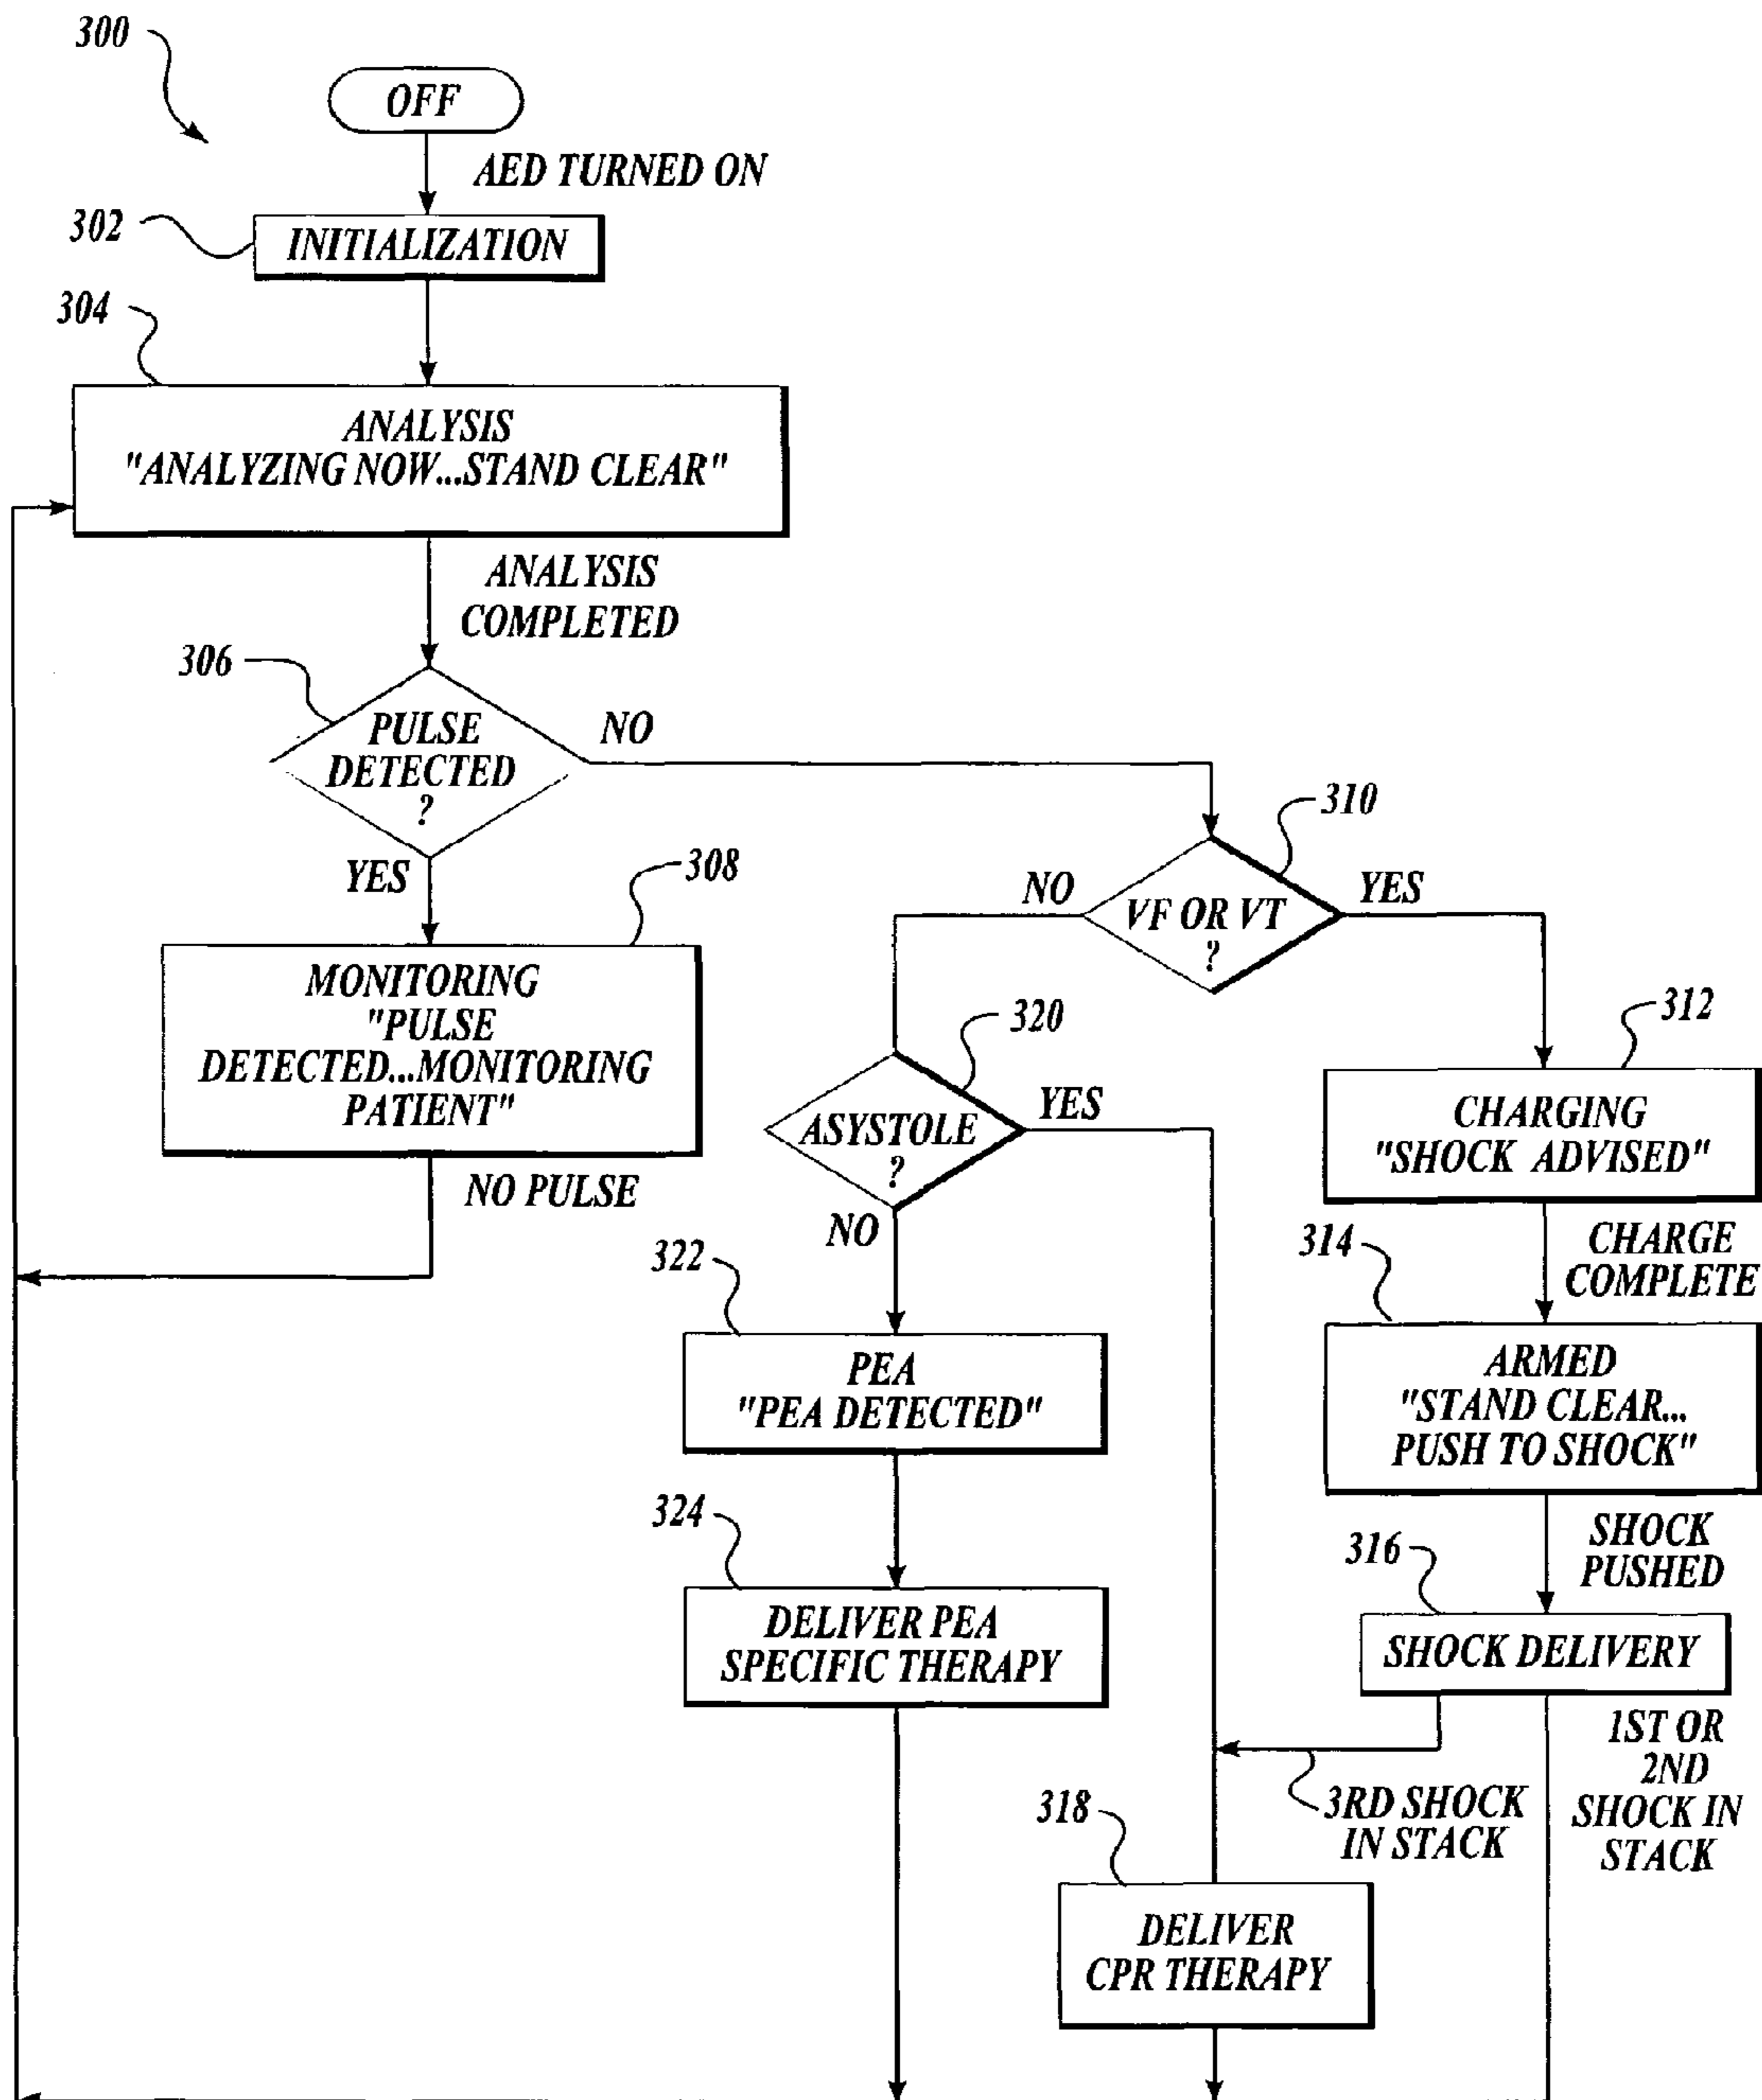 300
OFF
AED TURNED ON
302
INITIALIZATION
304
ANALYSIS
"ANALYZING NOW...STAND CLEAR"
ANALYSIS
COMPLETED
306
PULSE
DETECTED
?
NO
YES
308
MONITORING
"PULSE
DETECTED...MONITORING
PATIENT"
NO PULSE
310
VF OR VT
?
NO
YES
320
ASYSTOLE
?
YES
NO
312
CHARGING
"SHOCK ADVISED"
CHARGE
COMPLETE
314
ARMED
"STAND CLEAR...
PUSH TO SHOCK"
SHOCK
PUSHED
322
PEA
"PEA DETECTED"
324
DELIVER PEA
SPECIFIC THERAPY
316
SHOCK DELIVERY
1ST OR
2ND
SHOCK IN
STACK
3RD SHOCK
IN STACK
318
DELIVER
CPR THERAPY